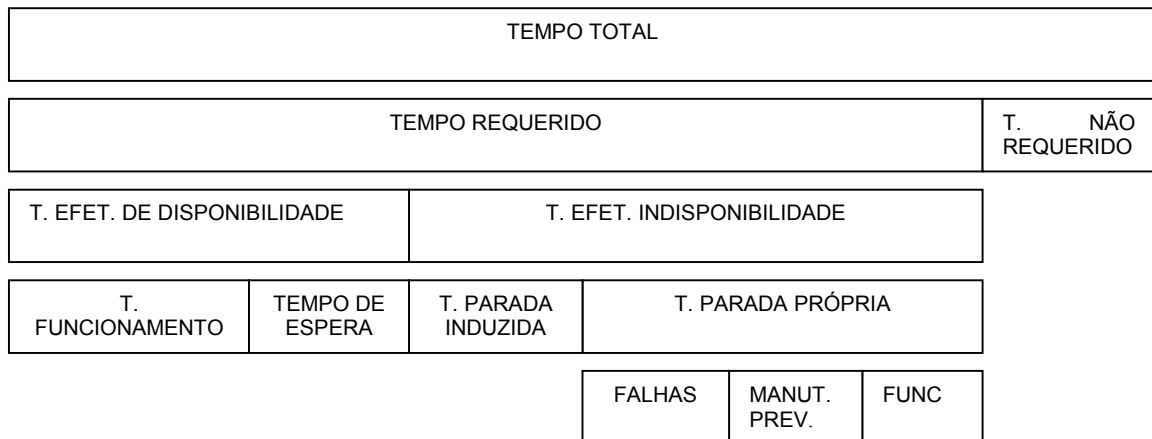 TEMPO TOTAL
TEMPO REQUERIDO
T. NÃO
REQUERIDO
T. EFET. DE DISPONIBILIDADE
T. EFET. INDISPONIBILIDADE
T.
FUNCIONAMENTO
TEMPO DE
ESPERA
T. PARADA
INDUZIDA
T. PARADA PRÓPRIA
FALHAS
MANUT.
PREV.
FUNC